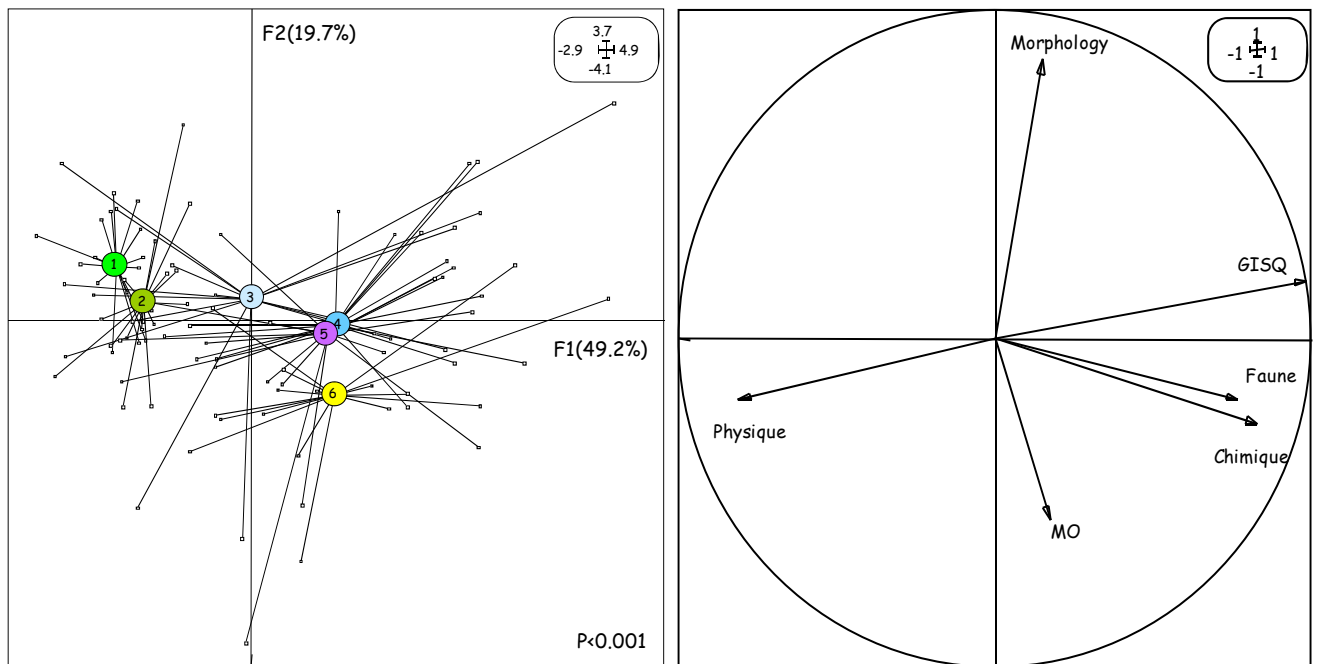 F2(19.7%)
3.7
-2.9 4.9
-4.1
1
2
3
4
5
6
F1(49.2%)
P<0.001
1
-1 1
-1
Morphology
GISQ
Faune
Chimique
Physique
MO